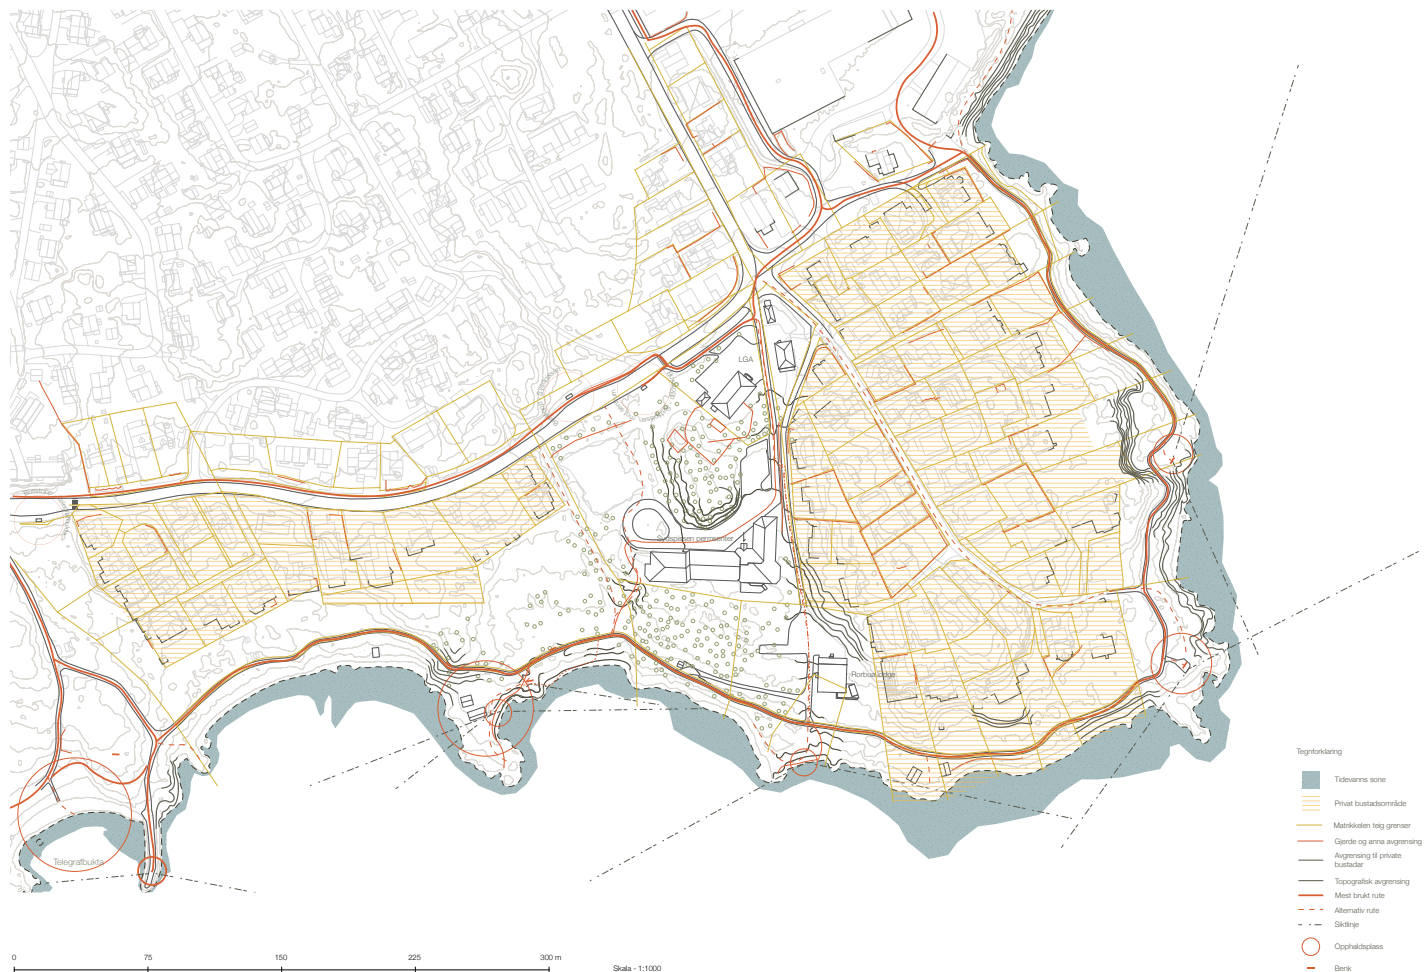 LGA
Sydspissen permsenter
Rorbua lodge
Telegrafbukta
Tegnforklaring
Tidevanns sone
Privat bustadsområde
Matrikkelen teig grenser
Gjerde og anna avgrensing
Avgrensing til private
bustadar
Topografisk avgrensing
Mest brukt rute
Alternativ rute
Siktlinje
Opphaldsplass
Benk
0 75 150 225 300 m
Skala - 1:1000